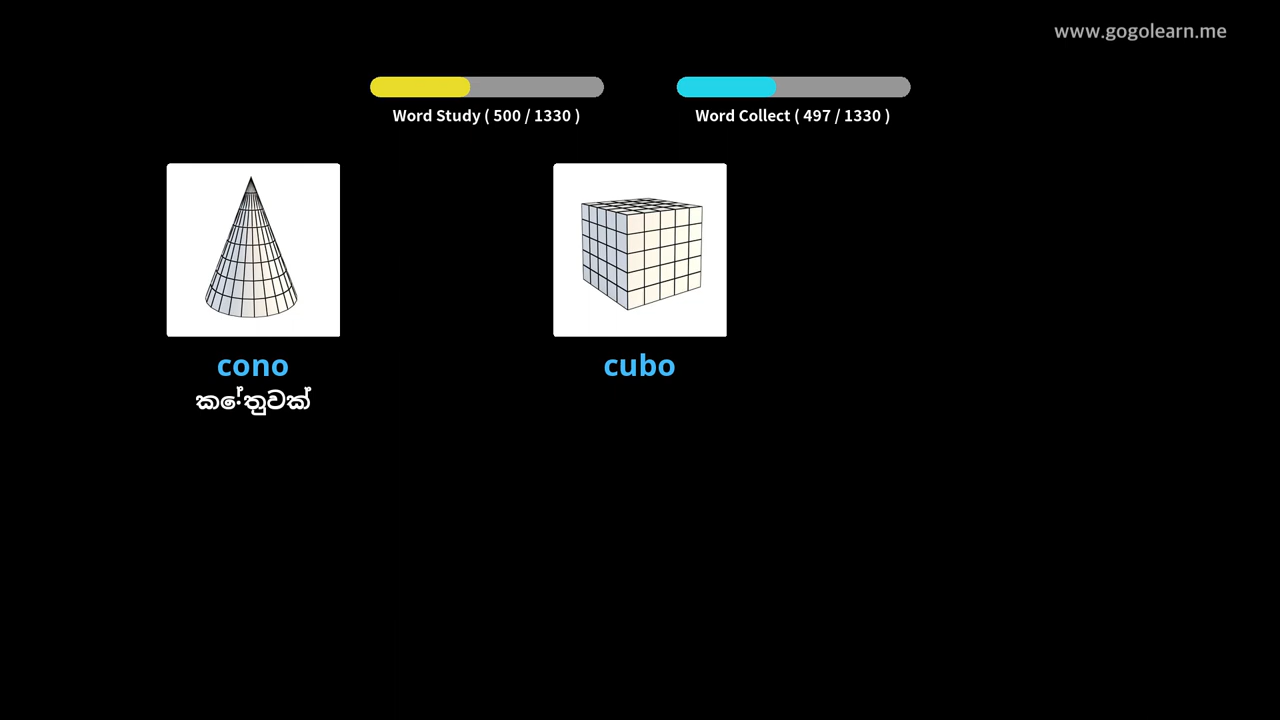 www.gogolearn.me
Word Study ( 500 / 1330 )
Word Collect ( 497 / 1330 )
cono
cubo
කේතුවක්